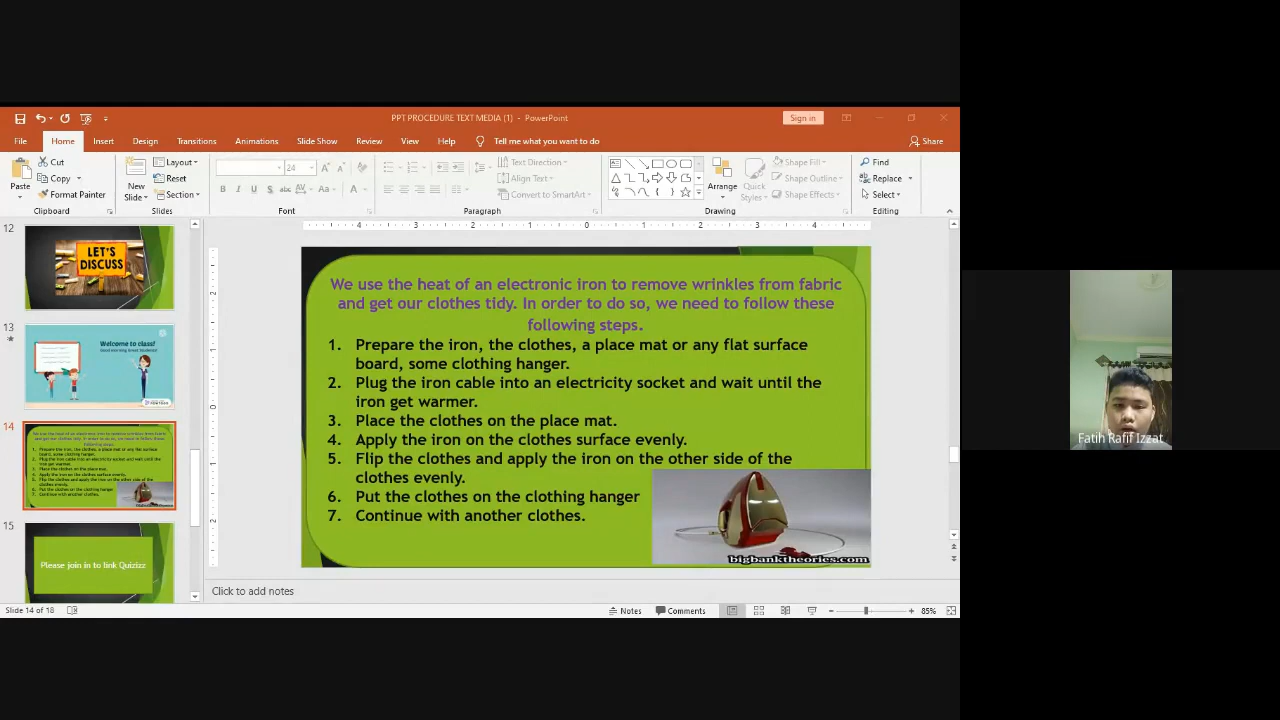 PPT PROCEDURE TEXT MEDIA (1) - PowerPoint
Sign in
File Home Insert Design Transitions Animations Slide Show Review View Help Tell me what you want to do Share
Paste
Cut
Copy
Format Painter
Clipboard
New Slide
Layout
Reset
Section
Slides
24
B I U S abc AV Aa A
Font
Text Direction
Align Text
Convert to SmartArt
Paragraph
Arrange
Quick Styles
Shape Fill
Shape Outline
Shape Effects
Drawing
Find
Replace
Select
Editing
12
LET'S
DISCUSS
13
Welcome to class!
14
15
Please join in to link Quizizz
We use the heat of an electronic iron to remove wrinkles from fabric
and get our clothes tidy. In order to do so, we need to follow these
following steps.
1. Prepare the iron, the clothes, a place mat or any flat surface
board, some clothing hanger.
2. Plug the iron cable into an electricity socket and wait until the
iron get warmer.
3. Place the clothes on the place mat.
4. Apply the iron on the clothes surface evenly.
5. Flip the clothes and apply the iron on the other side of the
clothes evenly.
6. Put the clothes on the clothing hanger
7. Continue with another clothes.
bigbanktheories.com
Click to add notes
Slide 14 of 18
Notes Comments 85%
Fatih Rafif Izzat